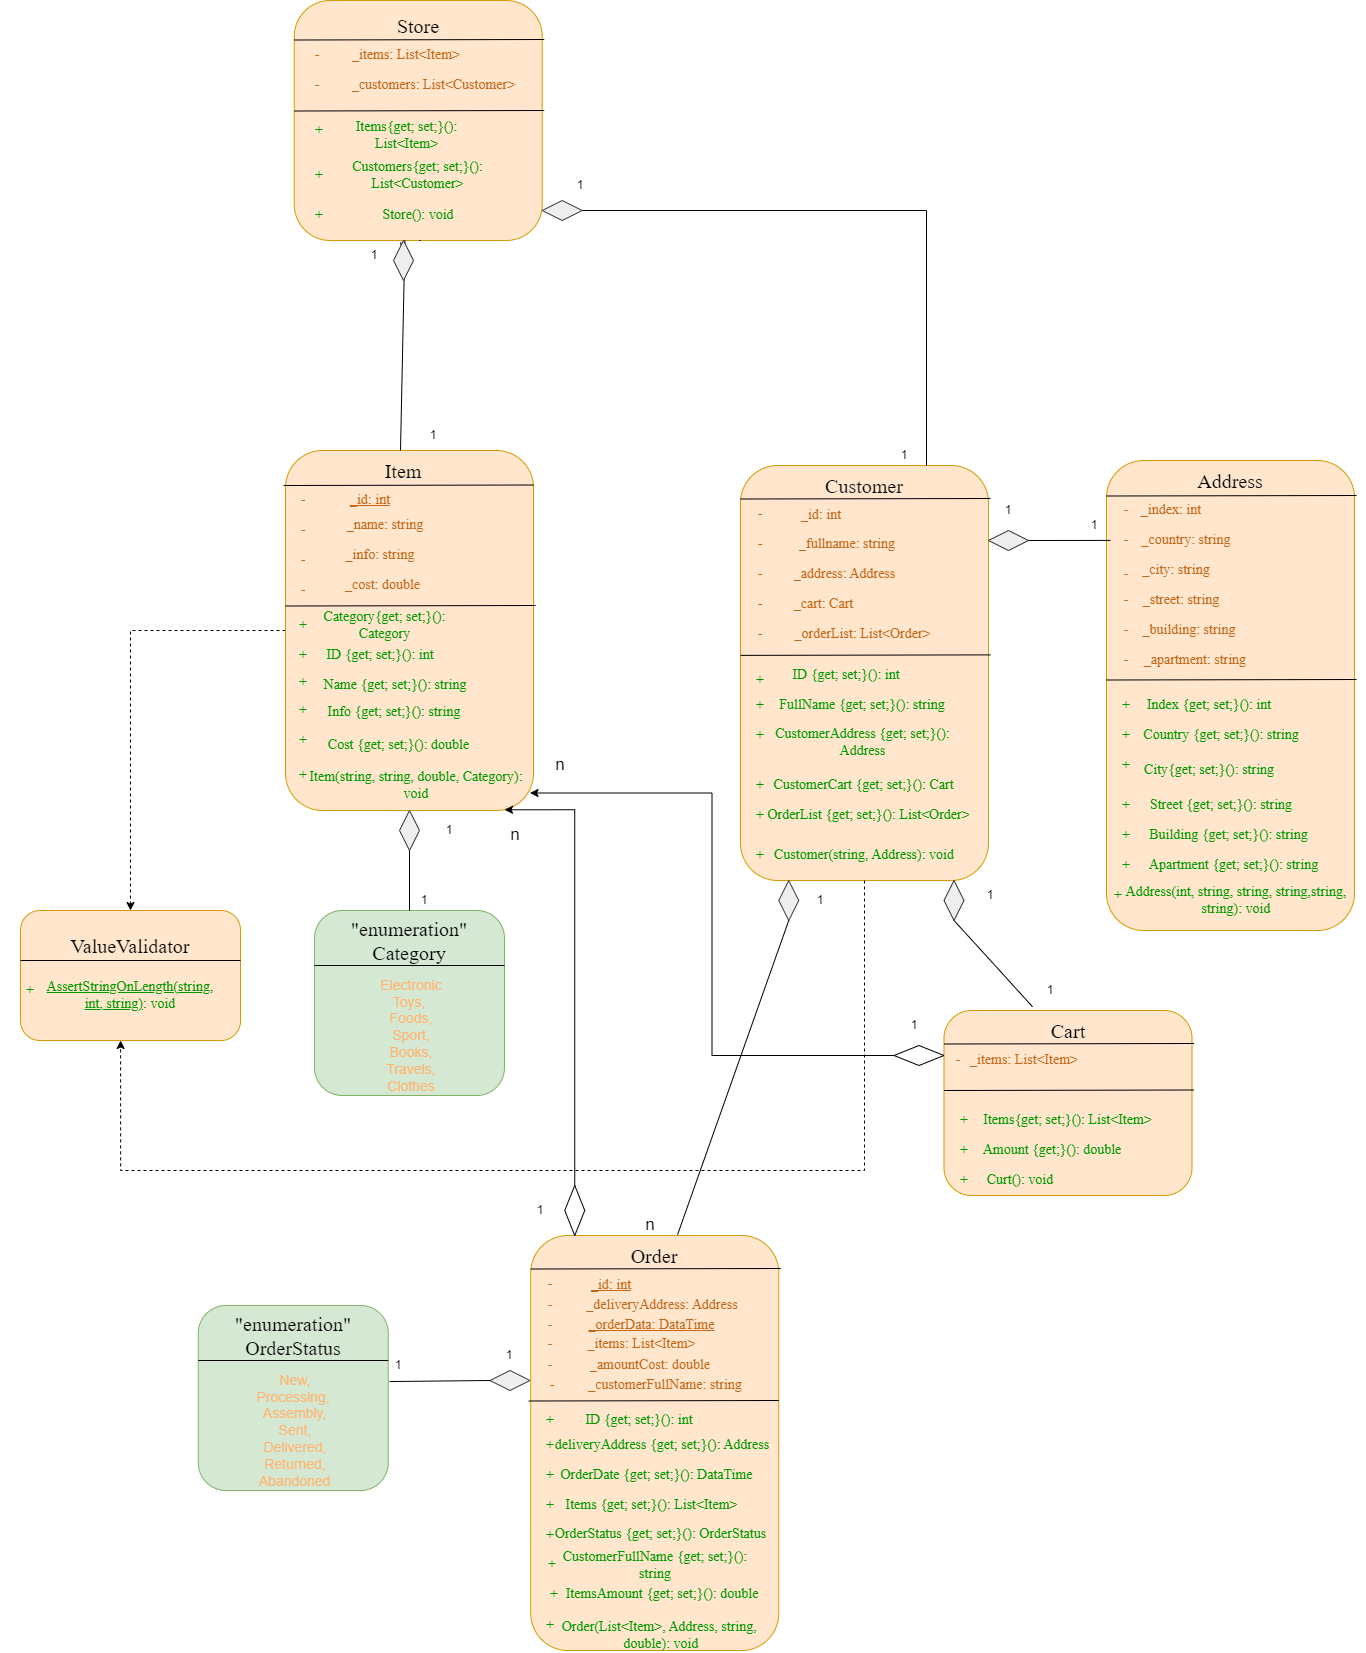 Store
- _items: List<Item>
- _customers: List<Customer>
+ Items{get; set;}():
List<Item>
+ Customers{get; set;}():
List<Customer>
+ Store(): void
1
1
1
1
Item
- _id: int
- _name: string
- _info: string
- _cost: double
+ Category{get; set;}():
Category
+ ID {get; set;}(): int
+ Name {get; set;}(): string
+ Info {get; set;}(): string
+ Cost {get; set;}(): double
+ Item(string, string, double, Category):
void
n
n
1
1
Customer
- _id: int
- _fullname: string
- _address: Address
- _cart: Cart
- _orderList: List<Order>
+ ID {get; set;}(): int
+ FullName {get; set;}(): string
+ CustomerAddress {get; set;}():
Address
+ CustomerCart {get; set;}(): Cart
+ OrderList {get; set;}(): List<Order>
+ Customer(string, Address): void
1
1
1
1
Address
- _index: int
- _country: string
- _city: string
- _street: string
- _building: string
- _apartment: string
+ Index {get; set;}(): int
+ Country {get; set;}(): string
+ City{get; set;}(): string
+ Street {get; set;}(): string
+ Building {get; set;}(): string
+ Apartment {get; set;}(): string
+ Address(int, string, string, string,string,
string): void
ValueValidator
+ AssertStringOnLength(string,
int, string): void
"enumeration"
Category
Electronic
Toys,
Foods,
Sport,
Books,
Travels,
Clothes
1
1
Cart
- _items: List<Item>
+ Items{get; set;}(): List<Item>
+ Amount {get;}(): double
+ Curt(): void
1
n
Order
- _id: int
- _deliveryAddress: Address
- _orderData: DataTime
- _items: List<Item>
- _amountCost: double
- _customerFullName: string
+ ID {get; set;}(): int
+deliveryAddress {get; set;}(): Address
+ OrderDate {get; set;}(): DataTime
+ Items {get; set;}(): List<Item>
+OrderStatus {get; set;}(): OrderStatus
+ CustomerFullName {get; set;}():
string
+ ItemsAmount {get; set;}(): double
+ Order(List<Item>, Address, string,
double): void
1
1
"enumeration"
OrderStatus
New,
Processing,
Assembly,
Sent,
Delivered,
Returned,
Abandoned